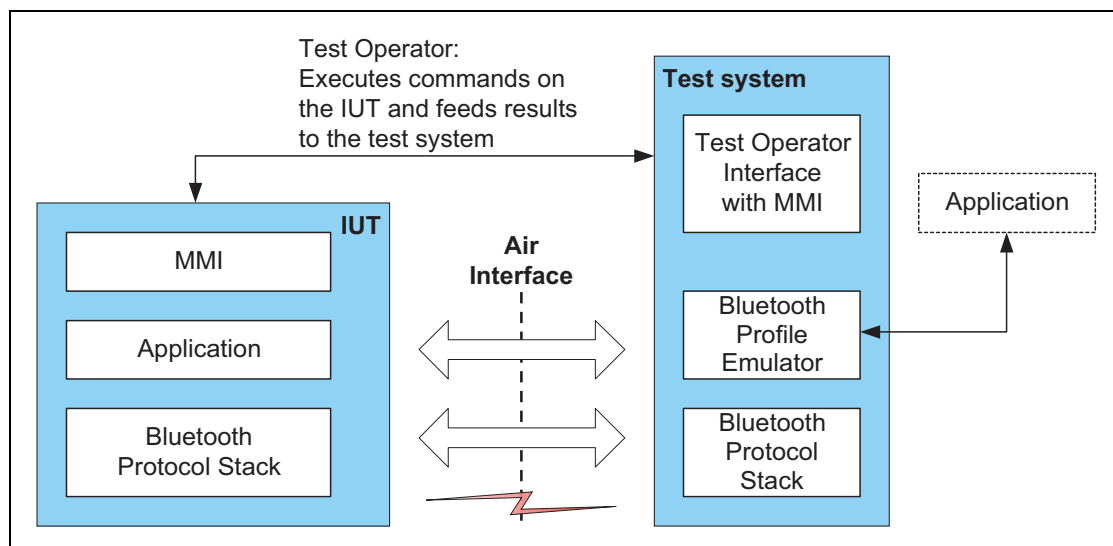 Test Operator:
Executes commands on
the IUT and feeds results
to the test system
Test system
Test Operator
Interface
with MMI
Application
IUT
MMI
Air
Interface
Application
Bluetooth
Profile
Emulator
Bluetooth
Protocol Stack
Bluetooth
Protocol
Stack